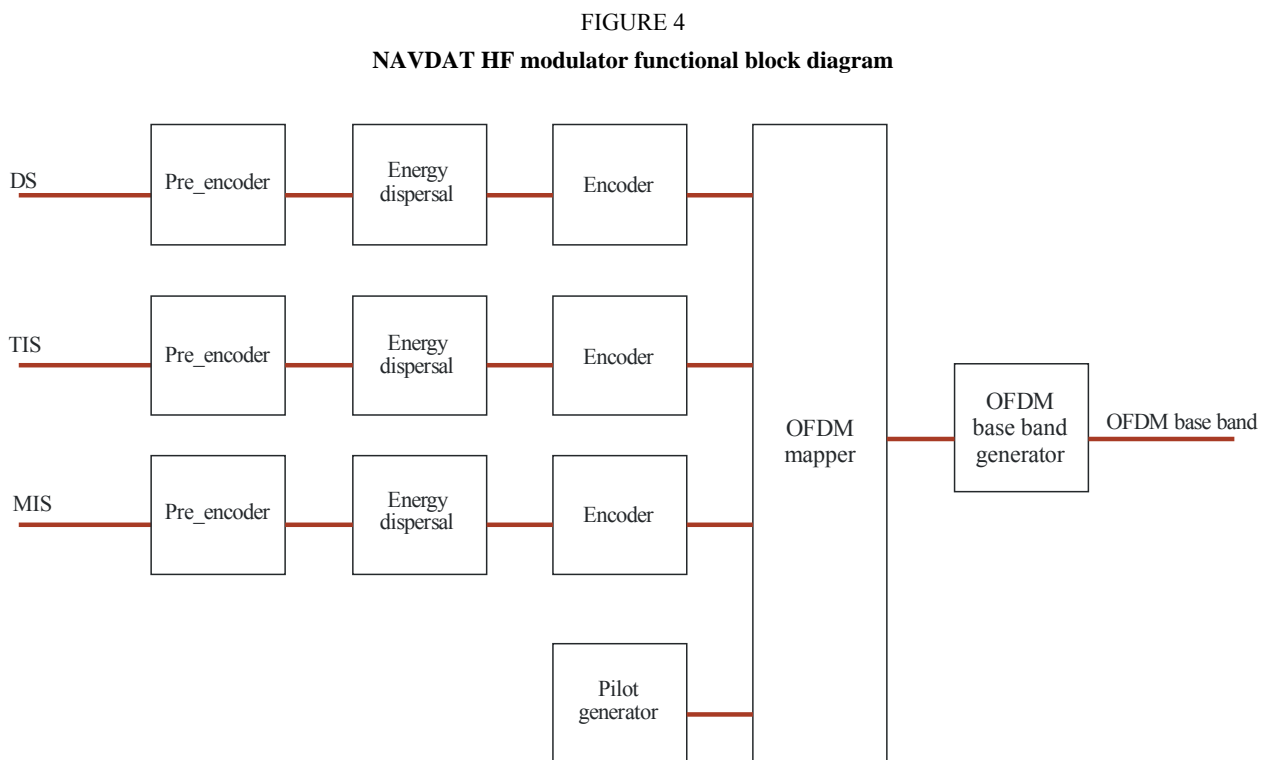 FIGURE 4
NAVDAT HF modulator functional block diagram
DS
Pre_encoder
Energy
dispersal
Encoder
TIS
Pre_encoder
Energy
dispersal
Encoder
MIS
Pre_encoder
Energy
dispersal
Encoder
Pilot
generator
OFDM
mapper
OFDM
base band
generator
OFDM base band